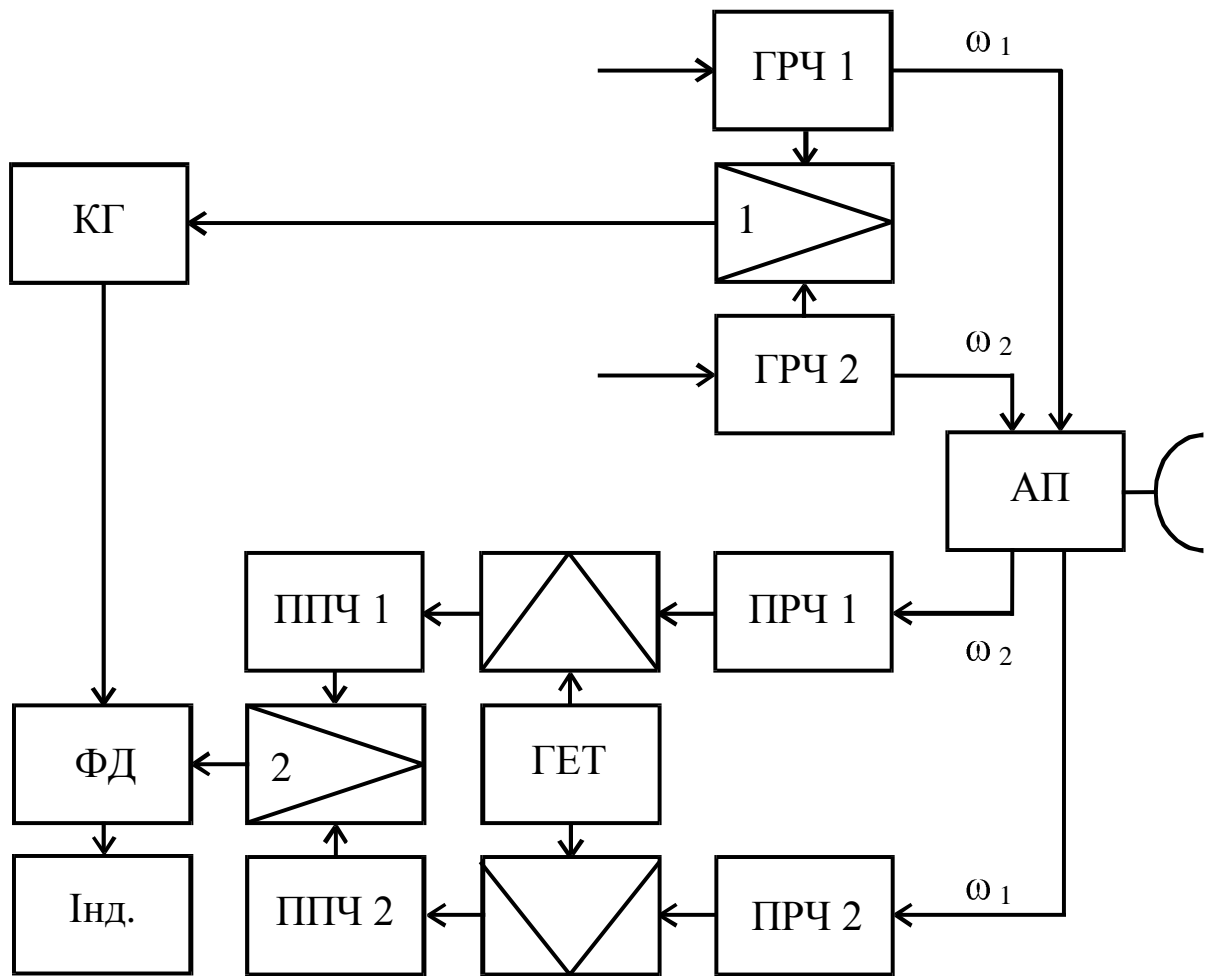 ГРЧ 1
ω 1
КГ
1
ГРЧ 2
ω 2
АП
ППЧ 1
ПРЧ 1
ω 2
ФД
2
ГЕТ
Інд.
ППЧ 2
ПРЧ 2
ω 1